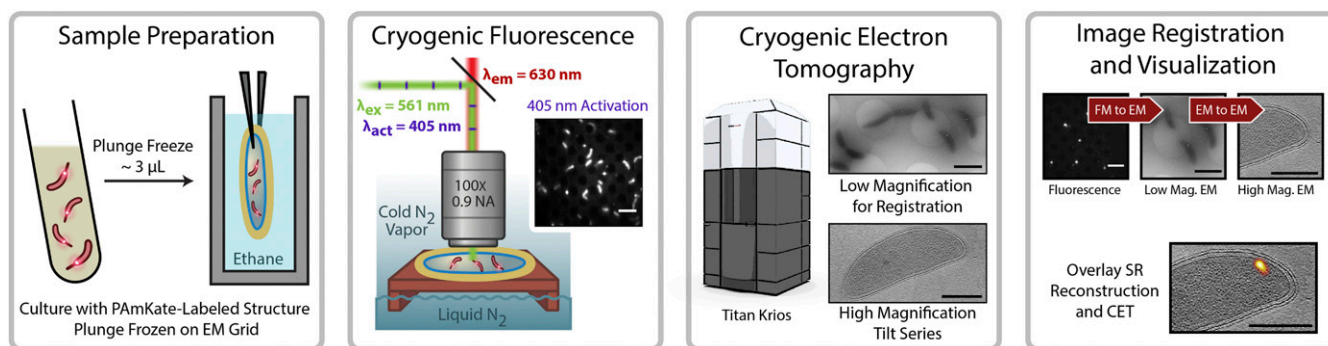 Sample Preparation
Plunge Freeze
~ 3 µL
Ethane
Culture with PAmKate-Labeled Structure
Plunge Frozen on EM Grid
Cryogenic Fluorescence
λem = 630 nm
λex = 561 nm
λact = 405 nm
405 nm Activation
100x
0.9 NA
Cold N2
Vapor
Liquid N2
Cryogenic Electron
Tomography
Low Magnification
for Registration
Titan Krios
High Magnification
Tilt Series
Image Registration
and Visualization
FM to EM
EM to EM
Fluorescence
Low Mag. EM
High Mag. EM
Overlay SR
Reconstruction
and CET